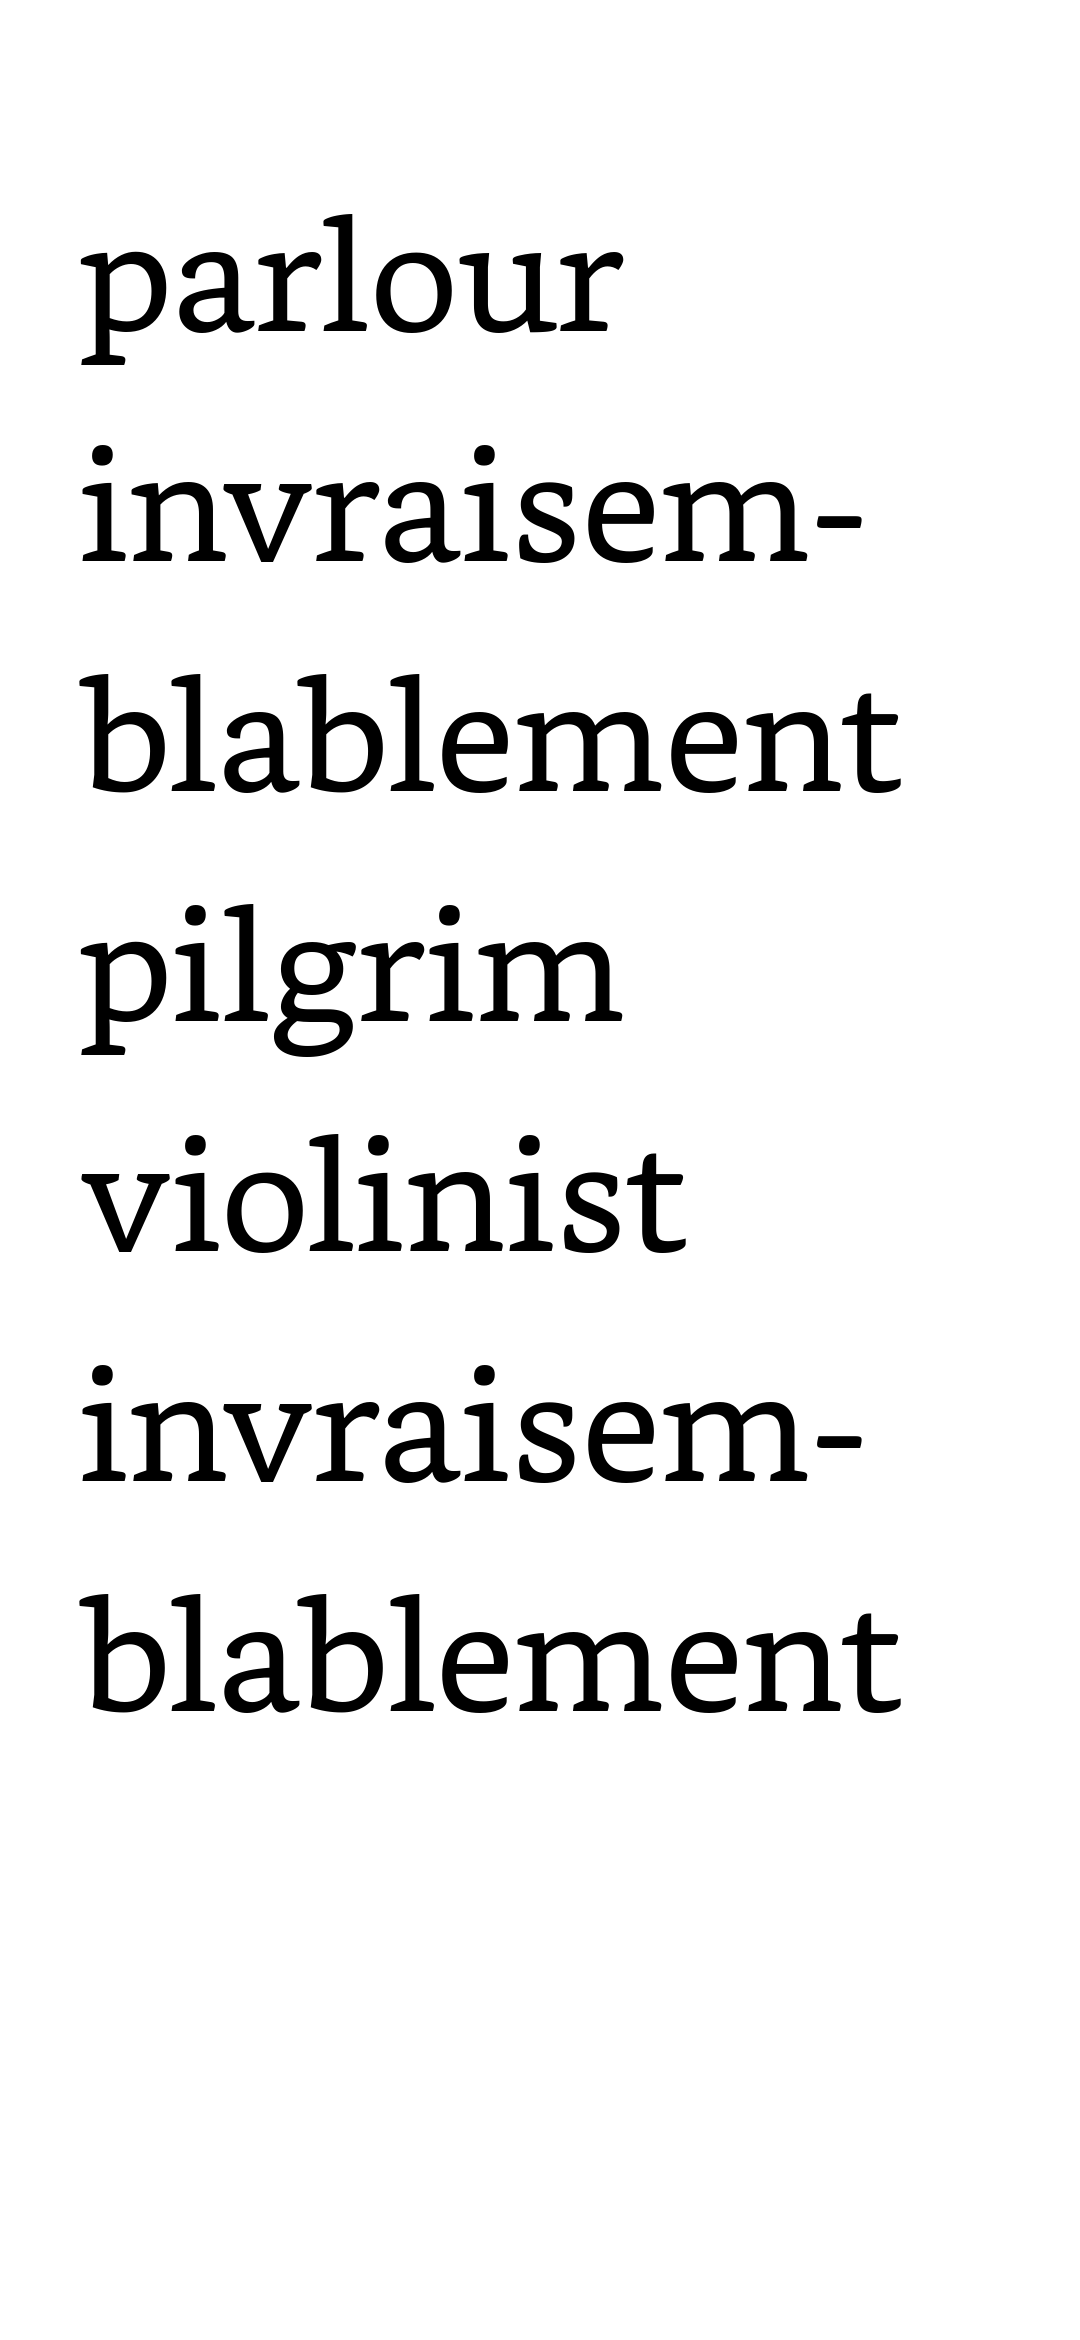 parlour
invraisem-
blablement
pilgrim
violinist
invraisem-
blablement